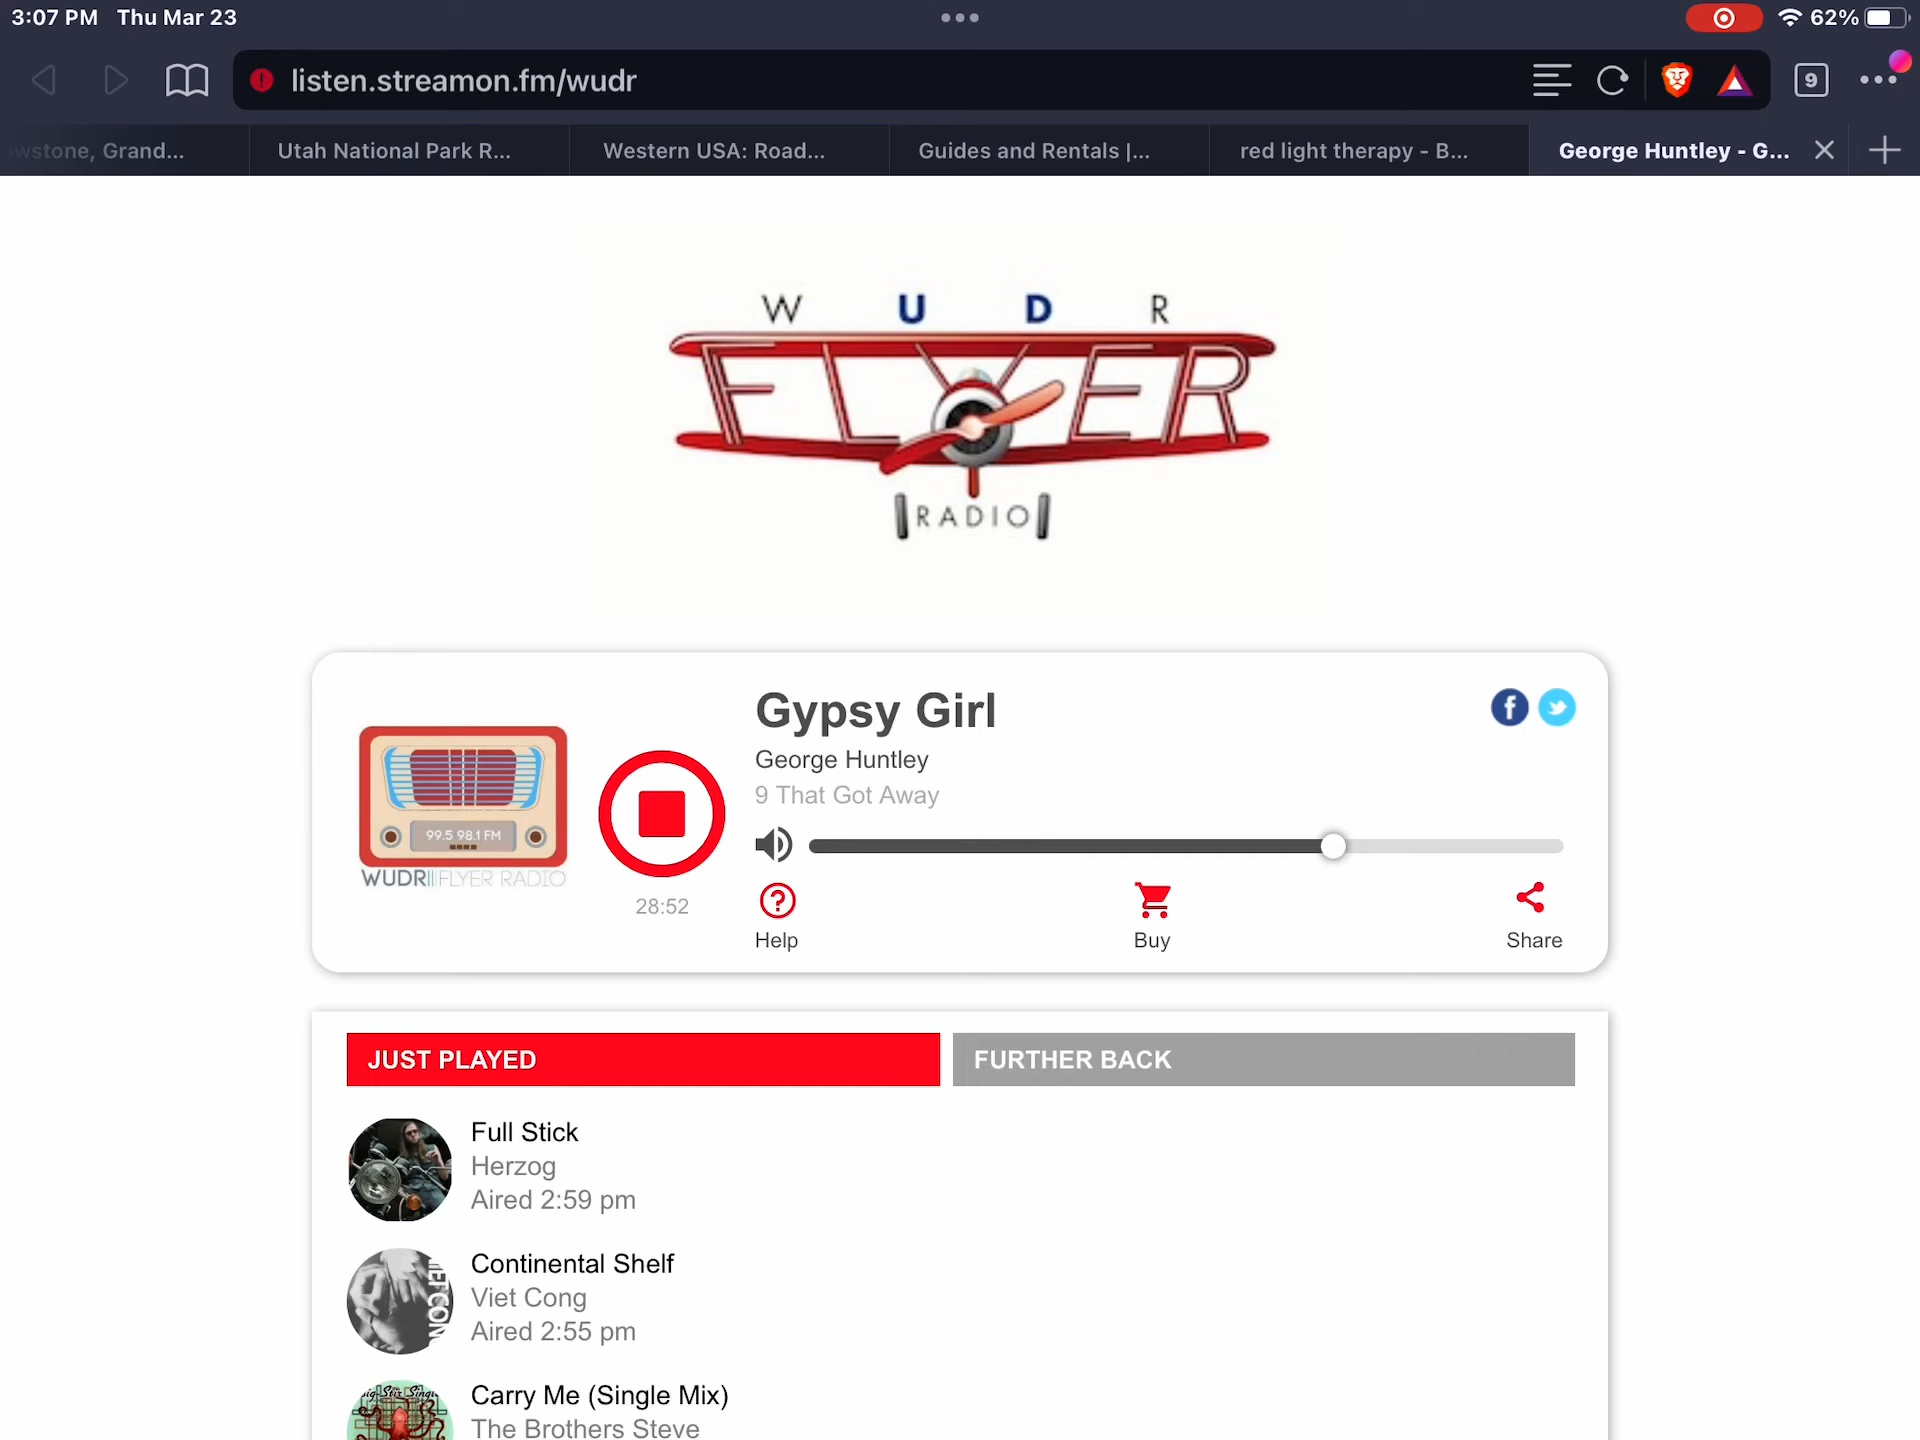 3:07 PM Thu Mar 23
62%
listen.streamon.fm/wudr
9
wstone, Grand...
Utah National Park R...
Western USA: Road...
Guides and Rentals |...
red light therapy - B...
George Huntley - G...
W U D R
FLYER
RADIO
Gypsy Girl
George Huntley
9 That Got Away
99.5 98.1 FM
WUDR FLYER RADIO
28:52
Help
Buy
Share
JUST PLAYED
FURTHER BACK
Full Stick
Herzog
Aired 2:59 pm
Continental Shelf
Viet Cong
Aired 2:55 pm
Carry Me (Single Mix)
The Brothers Steve